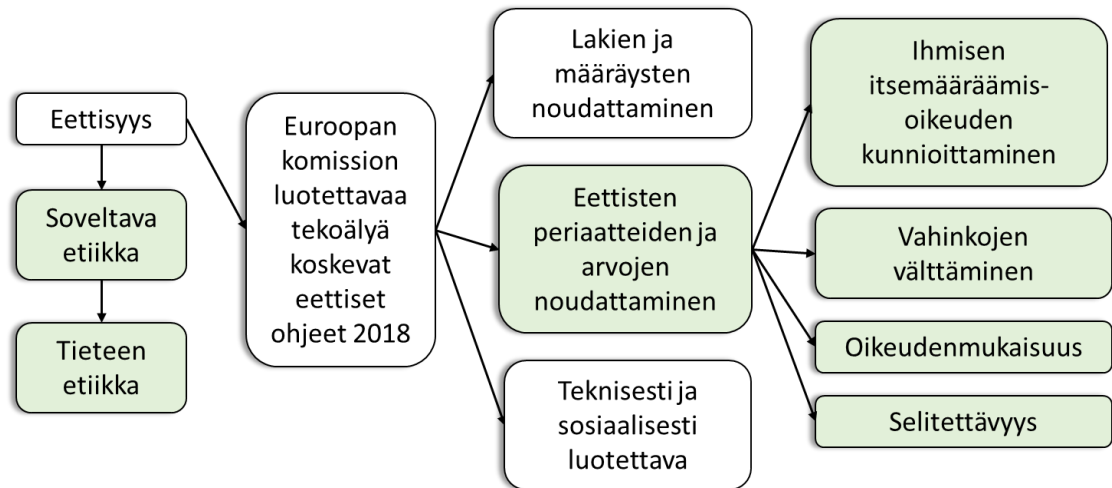 Eettisyys
Soveltava
etiikka
Tieteen
etiikka
Euroopan
komission
luotettavaa
tekoälyä
koskevat
eettiset
ohjeet 2018
Lakien ja
määräysten
noudattaminen
Eettisten
periaatteiden ja
arvojen
noudattaminen
Teknisesti ja
sosiaalisesti
luotettava
Ihmisen
itsemääräämis-
oikeuden
kunnioittaminen
Vahinkojen
välttäminen
Oikeudenmukaisuus
Selitettävyys